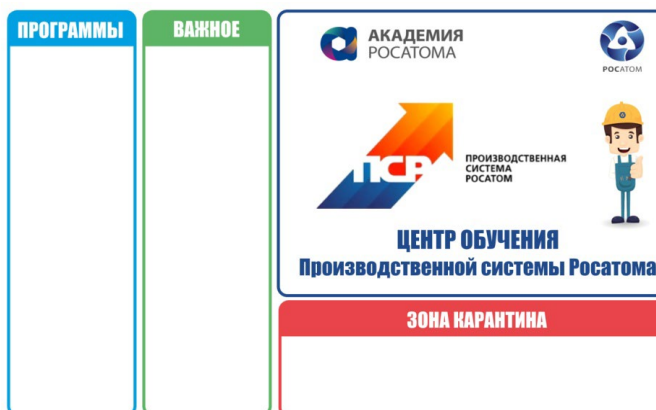 ПРОГРАММЫ
ВАЖНОЕ
АКАДЕМИЯ
РОСАТОМА
РОСАТОМ
ПСР
ПРОИЗВОДСТВЕННАЯ
СИСТЕМА
РОСАТОМ
ЦЕНТР ОБУЧЕНИЯ
Производственной системы Росатома
ЗОНА КАРАНТИНА